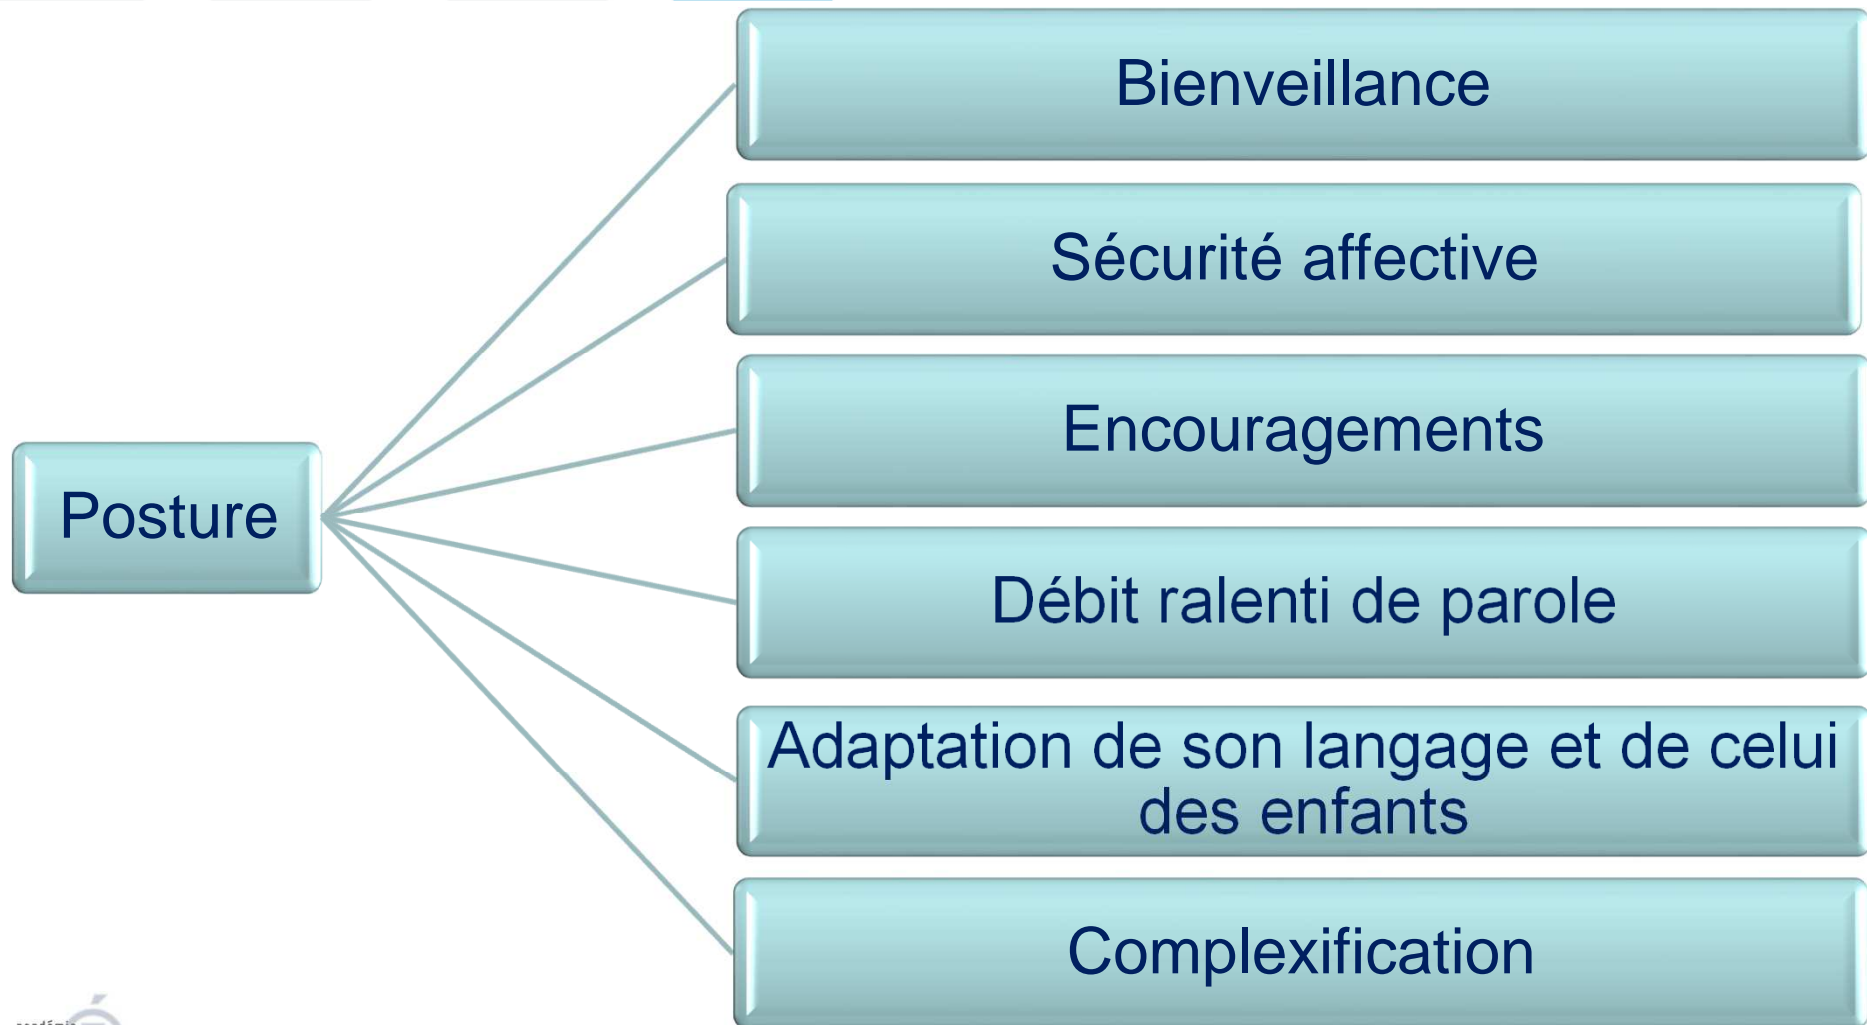 Bienveillance
Sécurité affective
Encouragements
Posture
Débit ralenti de parole
Adaptation de son langage et de celui
des enfants
Complexification